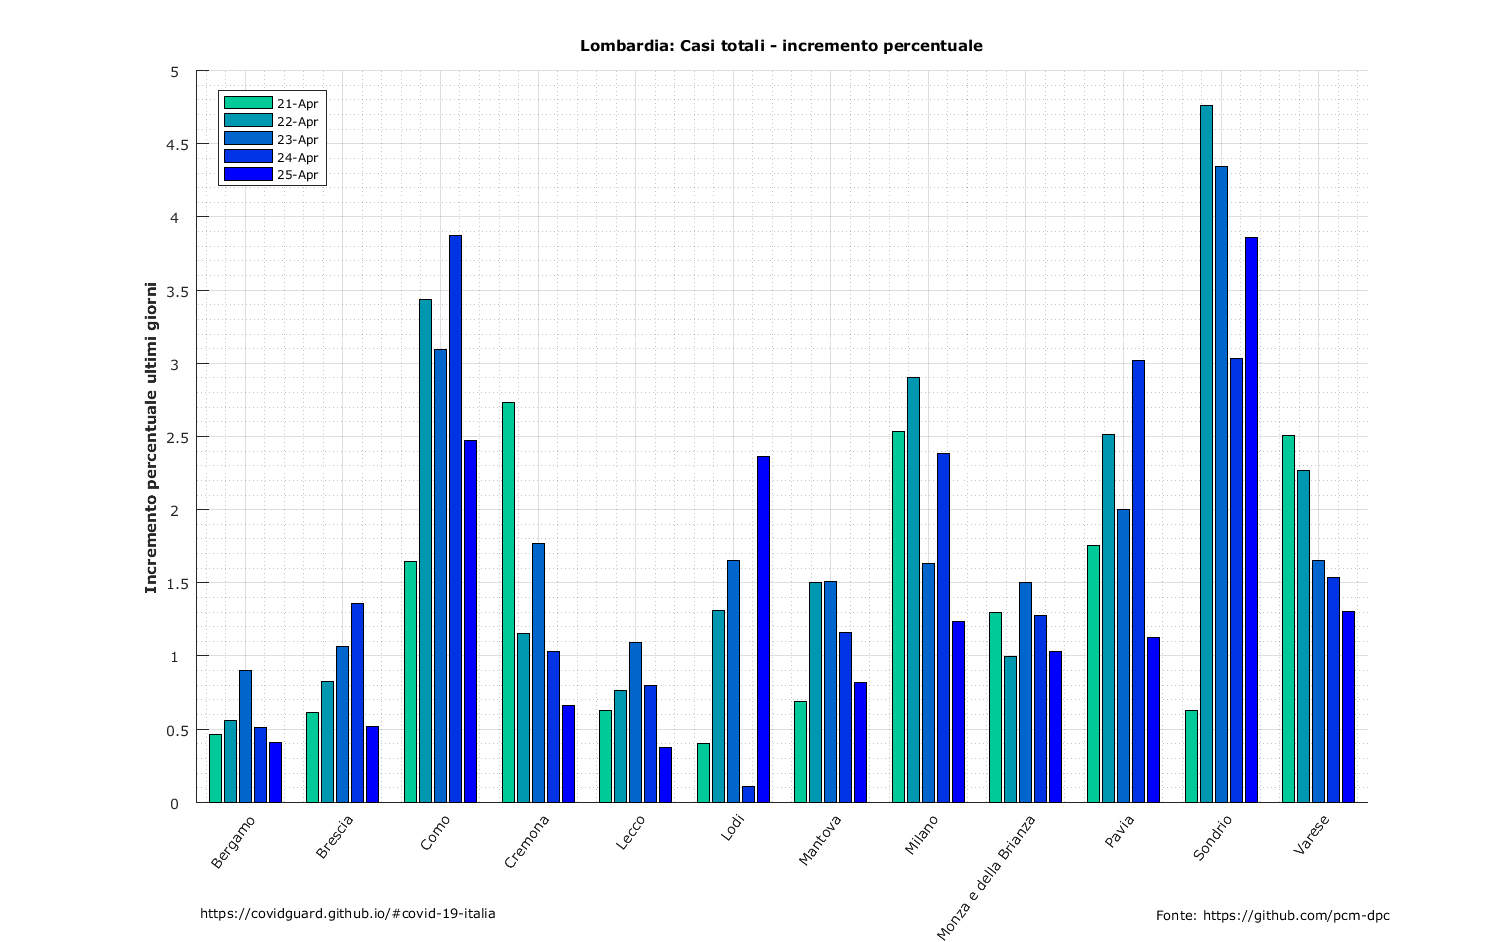 Lombardia: Casi totali - incremento percentuale
5
4.5
4
3.5
3
2.5
2
1.5
1
0.5
0
Incremento percentuale ultimi giorni
21-Apr
22-Apr
23-Apr
24-Apr
25-Apr
Bergamo
Brescia
Como
Cremona
Lecco
Lodi
Mantova
Milano
Monza e della Brianza
Pavia
Sondrio
Varese
https://covidguard.github.io/#covid-19-italia
Fonte: https://github.com/pcm-dpc